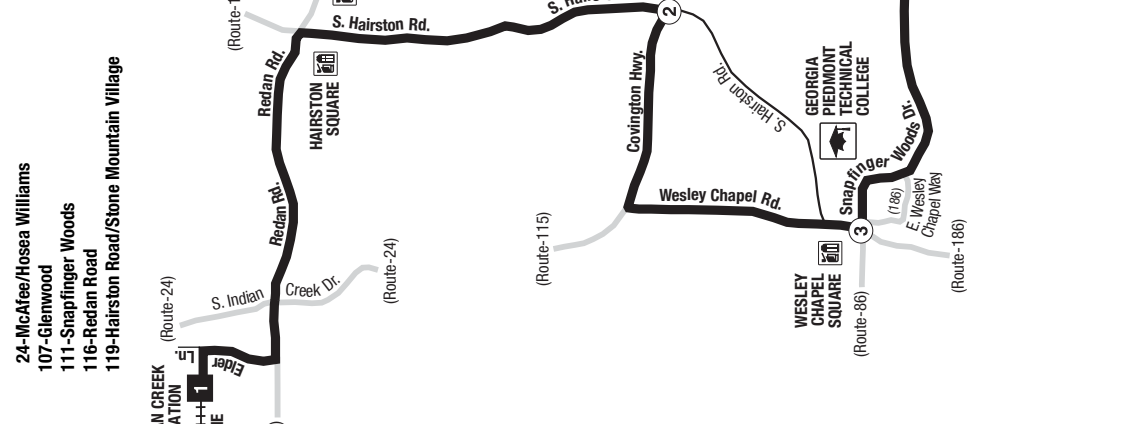 24-McAfee/Hosea Williams
107-Glenwood
111-Snapfinger Woods
116-Redan Road
119-Hairston Road/Stone Mountain Village
(Route-24)
S. Indian Creek Dr.
(Route-24)
Ln.
Elder
1
Redan Rd.
Redan Rd.
S. Hairston Rd.
HAIRSTON
SQUARE
2
Covington Hwy.
S. Hairston Rd.
Wesley Chapel Rd.
(Route-115)
GEORGIA
PIEDMONT
TECHNICAL
COLLEGE
Snapfinger Woods Dr.
(186)
E. Wesley
Chapel Way
3
WESLEY
CHAPEL
SQUARE
(Route-86)
(Route-186)